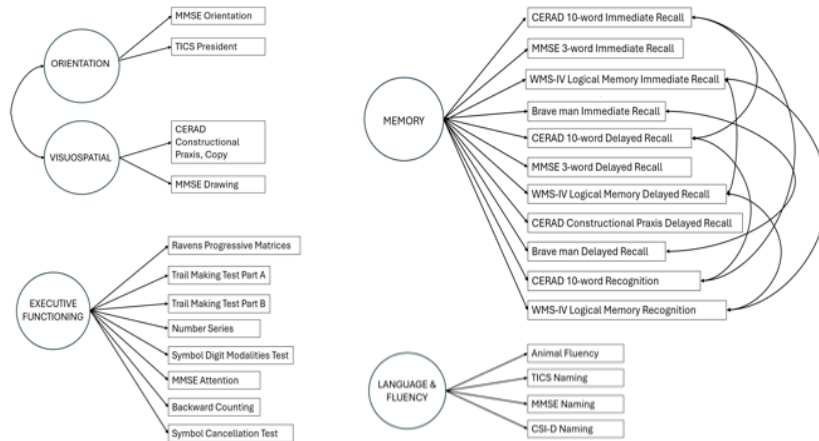 ORIENTATION
MMSE Orientation
TICS President
VISUOSPATIAL
CERAD
Constructional
Praxis, Copy
MMSE Drawing
EXECUTIVE
FUNCTIONING
Ravens Progressive Matrices
Trail Making Test Part A
Trail Making Test Part B
Number Series
Symbol Digit Modalities Test
MMSE Attention
Backward Counting
Symbol Cancellation Test
MEMORY
CERAD 10-word Immediate Recall
MMSE 3-word Immediate Recall
WMS-IV Logical Memory Immediate Recall
Brave man Immediate Recall
CERAD 10-word Delayed Recall
MMSE 3-word Delayed Recall
WMS-IV Logical Memory Delayed Recall
CERAD Constructional Praxis Delayed Recall
Brave man Delayed Recall
CERAD 10-word Recognition
WMS-IV Logical Memory Recognition
LANGUAGE &
FLUENCY
Animal Fluency
TICS Naming
MMSE Naming
CSI-D Naming